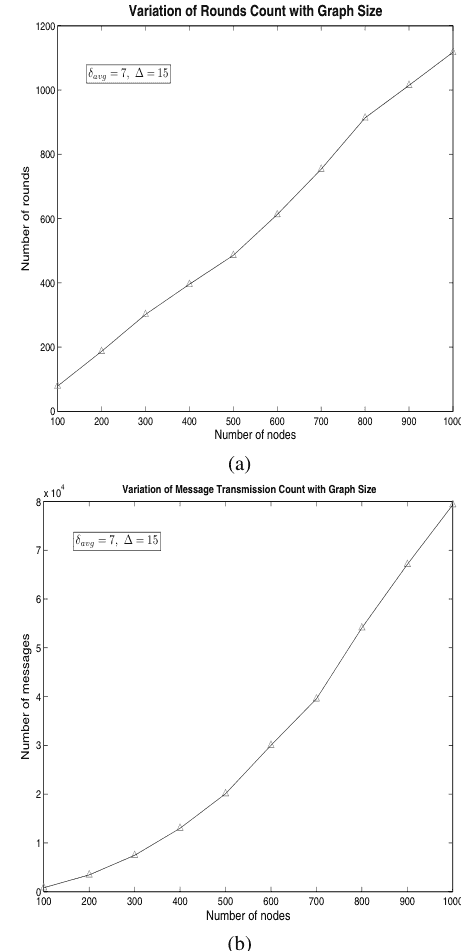 Variation of Rounds Count with Graph Size
1200
δavg = 7, Δ = 15
1000
800
Number of rounds
600
400
200
0
100 200 300 400 500 600 700 800 900 1000
Number of nodes
(a)
Variation of Message Transmission Count with Graph Size
x 10^4
8
δavg = 7, Δ = 15
7
6
5
Number of messages
4
3
2
1
0
100 200 300 400 500 600 700 800 900 1000
Number of nodes
(b)